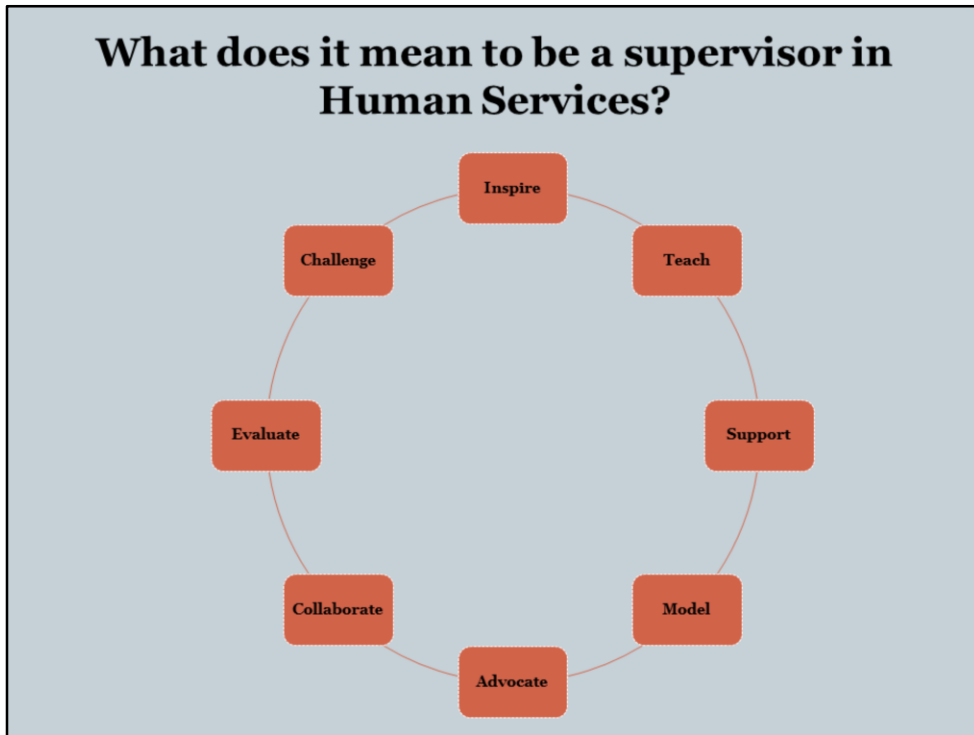 What does it mean to be a supervisor in
Human Services?
Inspire
Teach
Support
Model
Advocate
Collaborate
Evaluate
Challenge